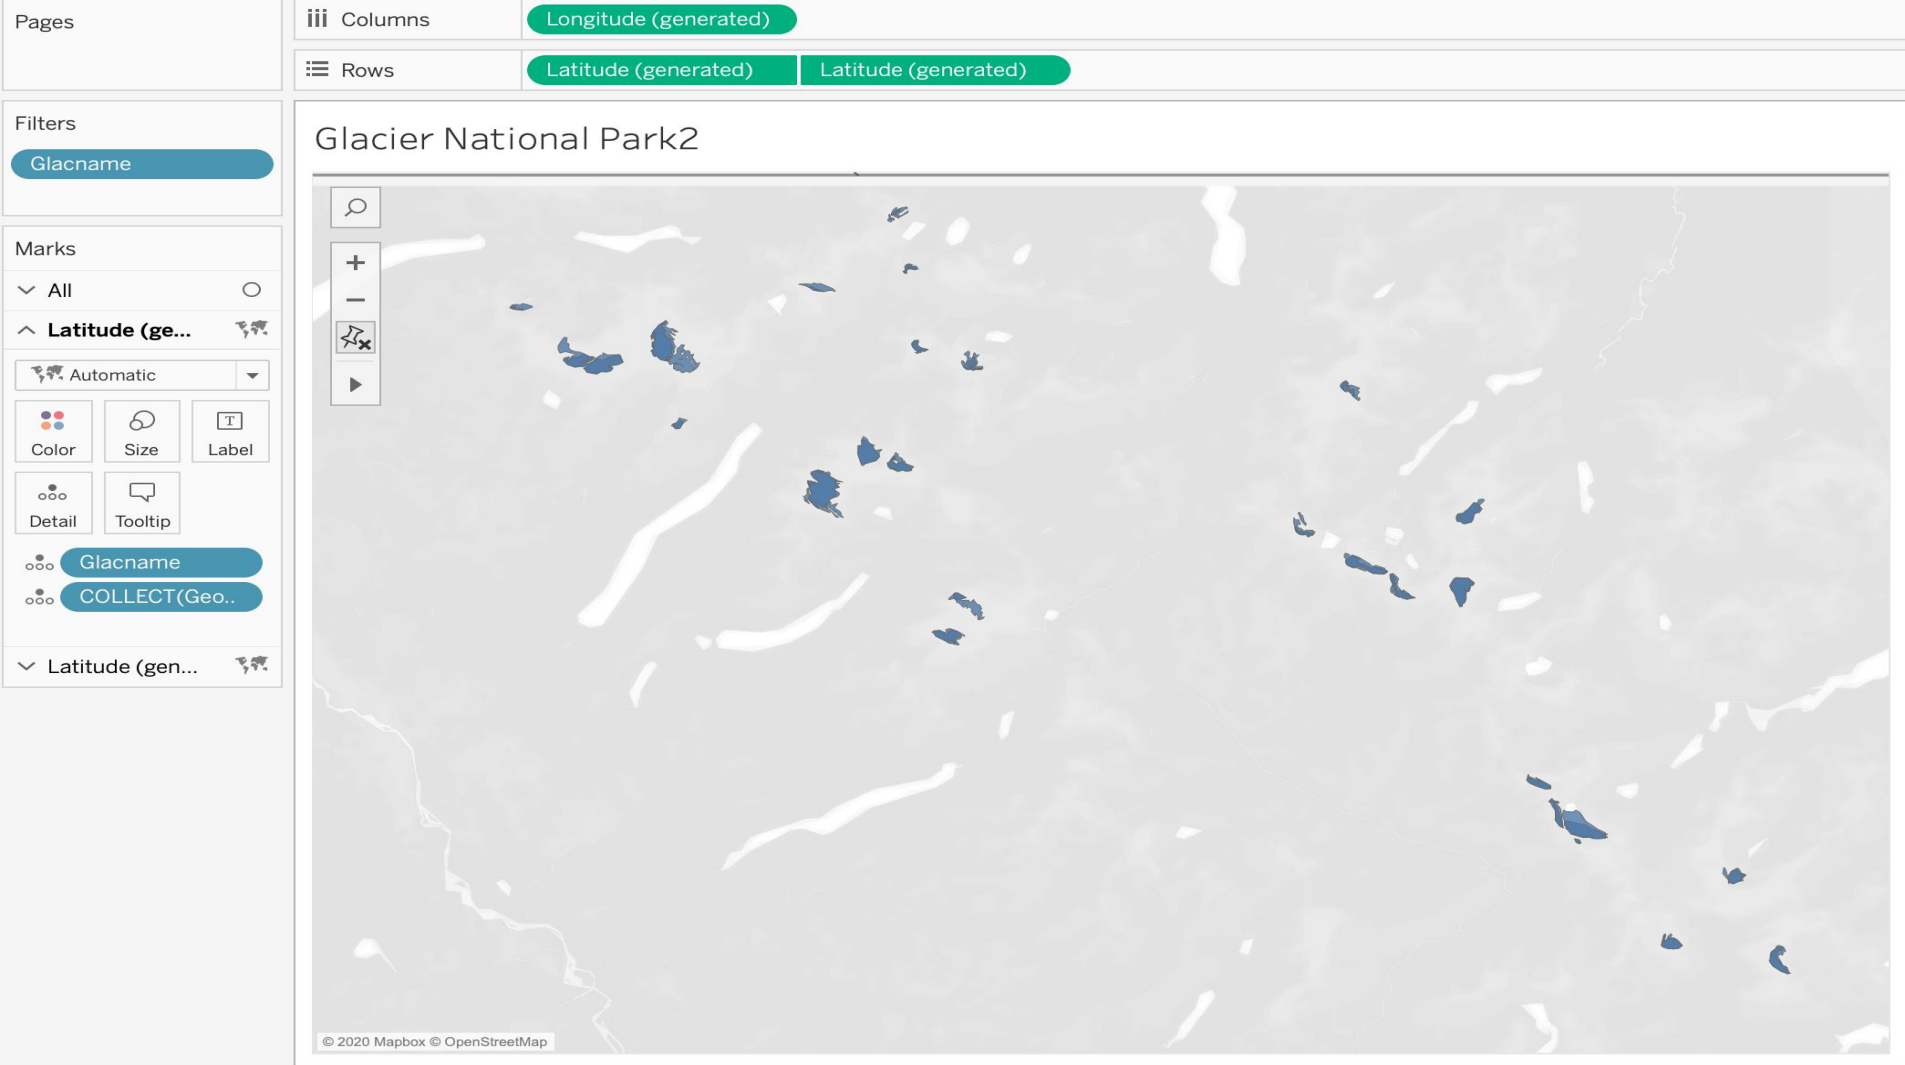 Pages
Columns
Longitude (generated)
Rows
Latitude (generated)
Latitude (generated)
Filters
Glacname
Glacier National Park2
Marks
All
Latitude (ge...
Automatic
Color
Size
T
Label
Detail
Tooltip
Glacname
COLLECT(Geo..
Latitude (gen...
© 2020 Mapbox © OpenStreetMap